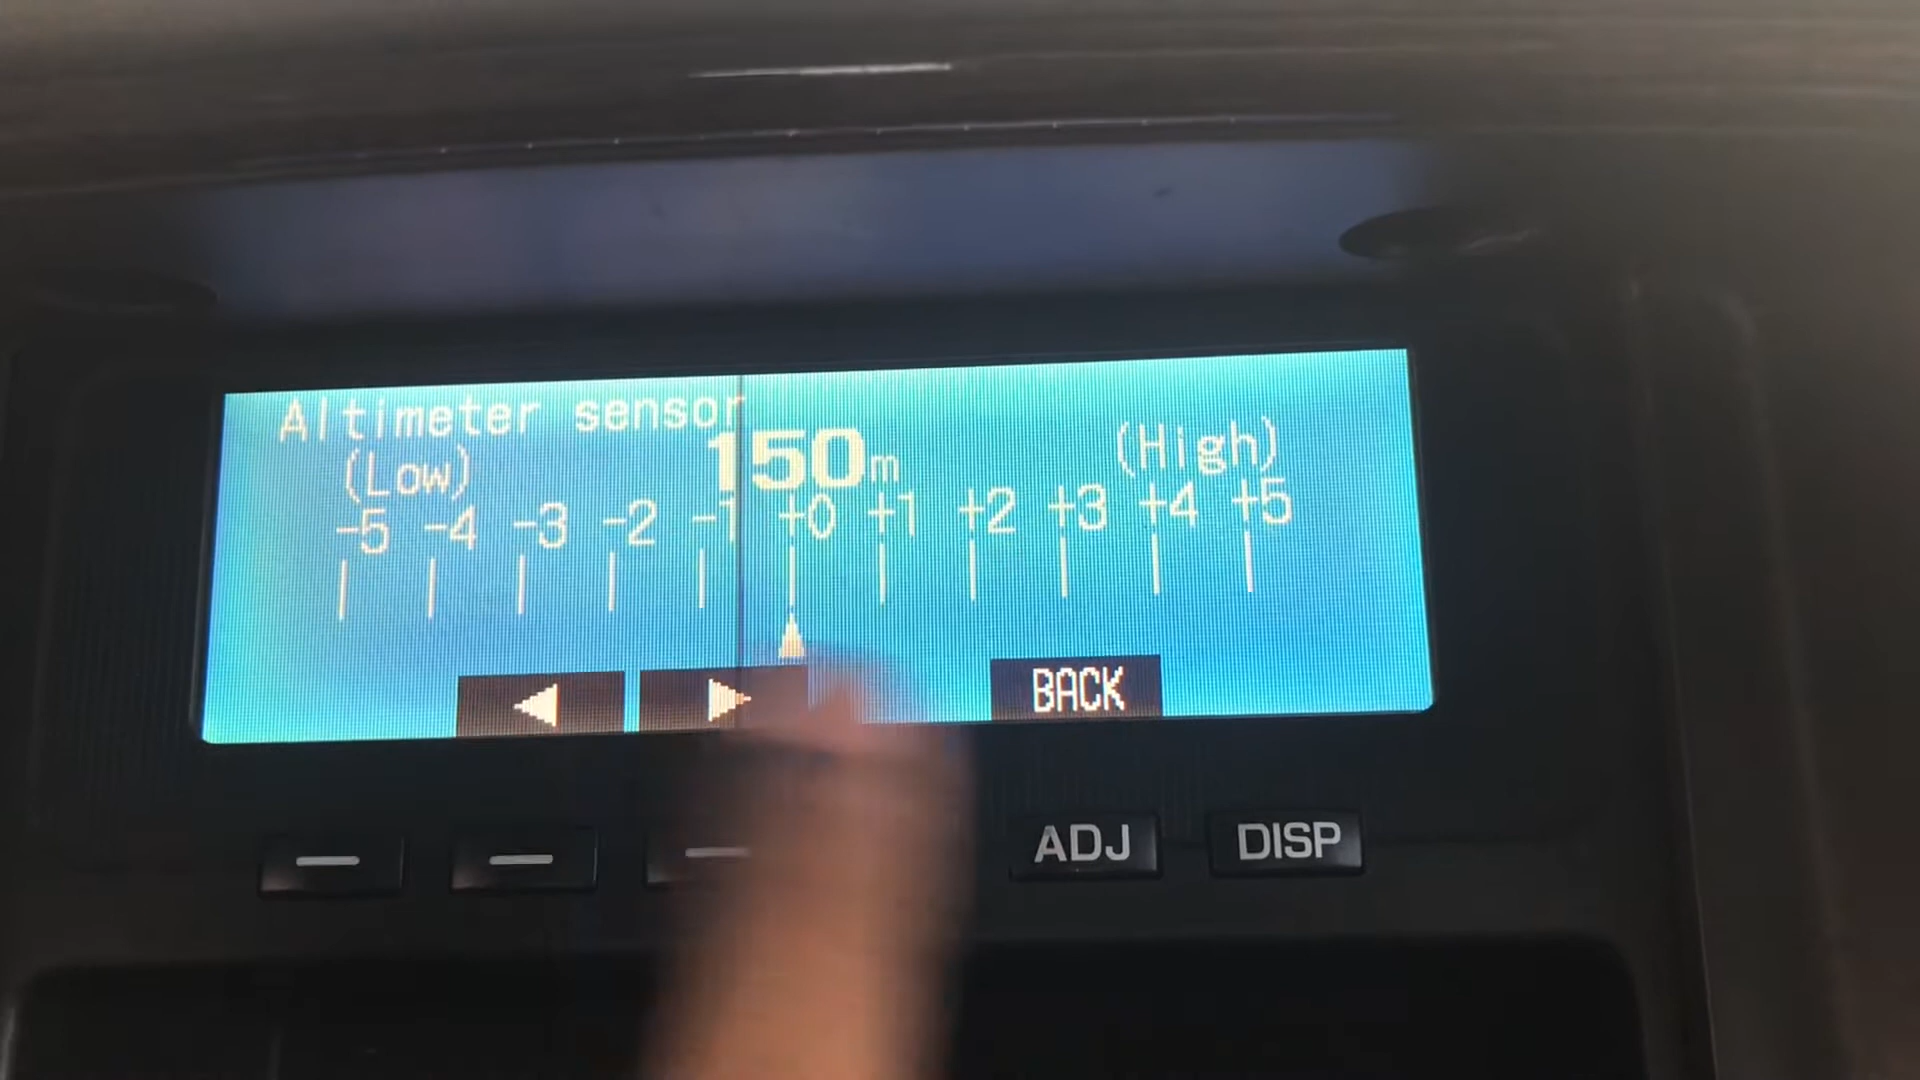 Altimeter sensor
(Low) 150m (High)
-5 -4 -3 -2 -1 +0 +1 +2 +3 +4 +5
BACK
ADJ DISP